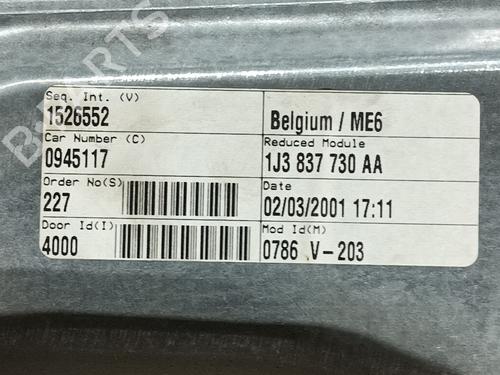 B-PARTS
Seq. Int. (V)
1526552
Belgium / ME6
Car Number (C)
0945117
Reduced Module
1J3 837 730 AA
Order No(S)
227
Date
02/03/2001 17:11
Door Id(I)
4000
Mod Id(M)
0786 V-203